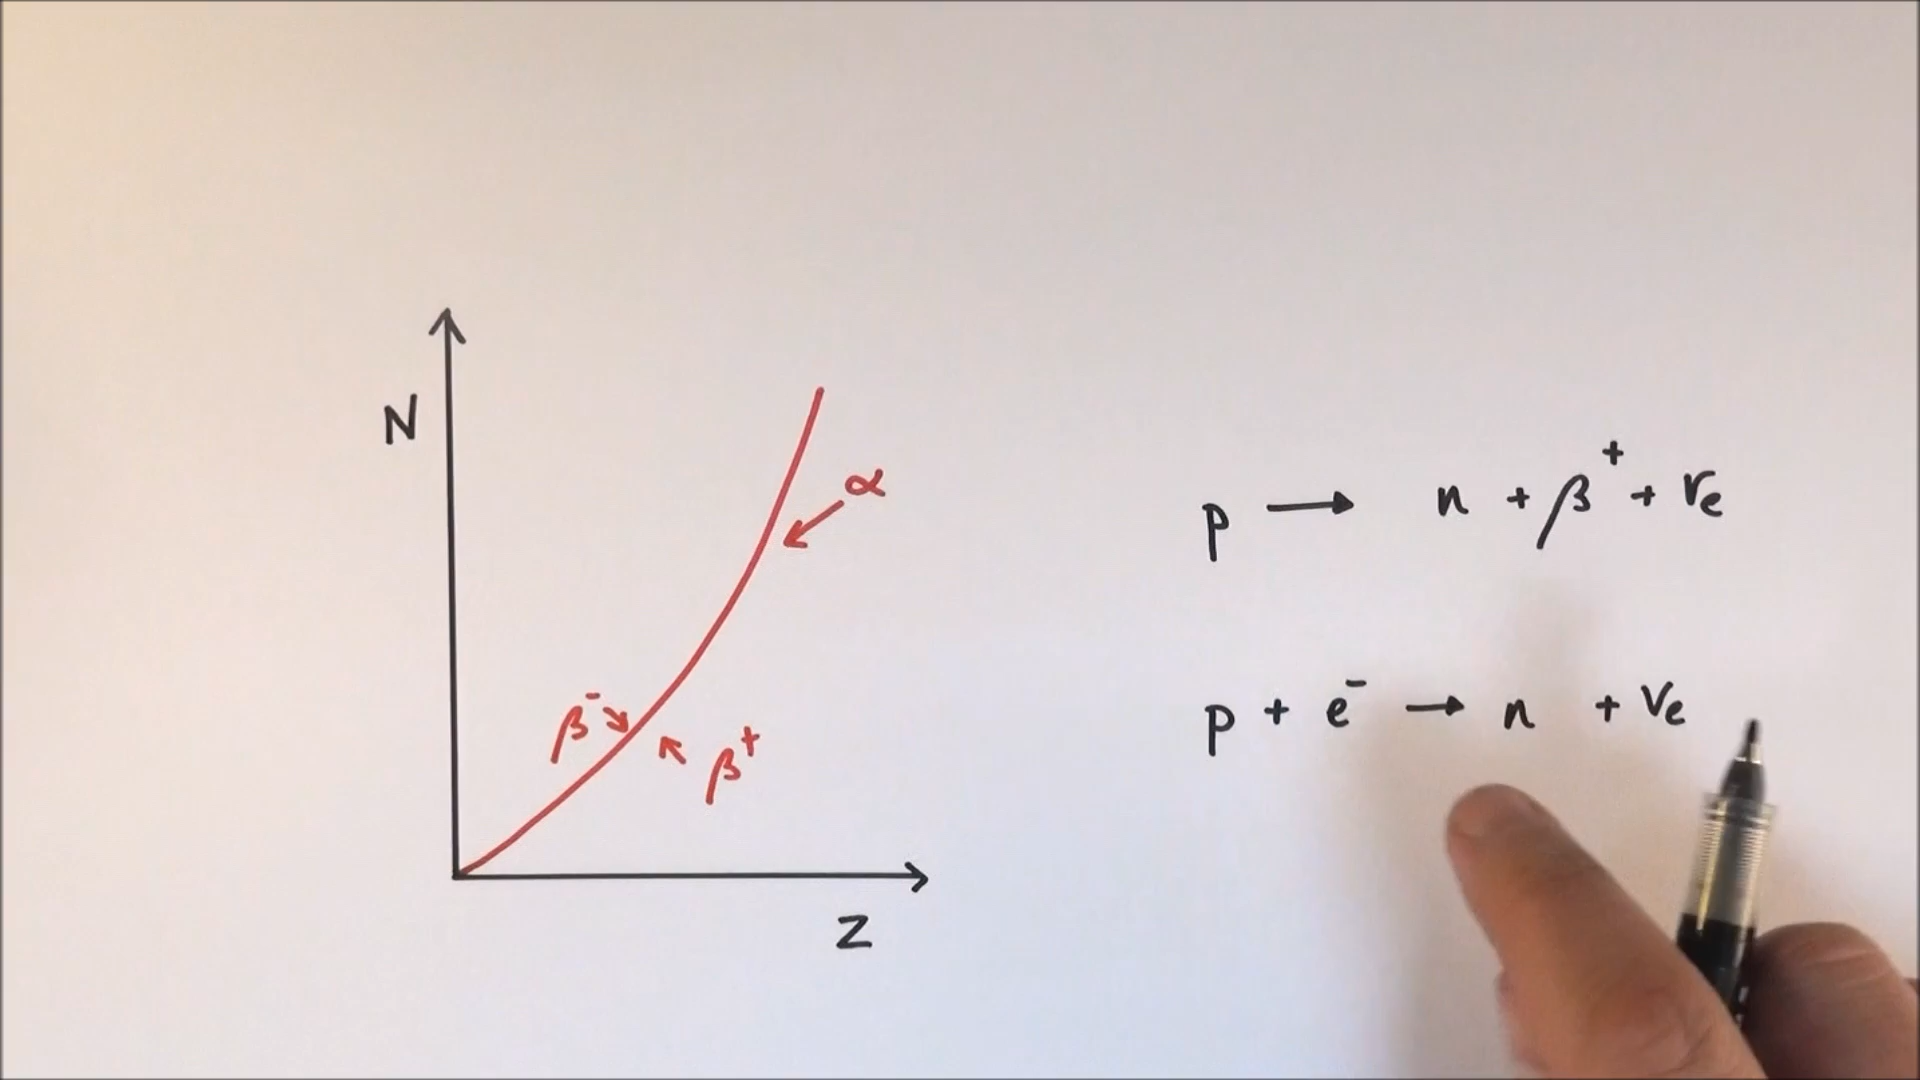 N
α
β⁻
β⁺
Z
p → n + β⁺ + νe
p + e⁻ → n + νe